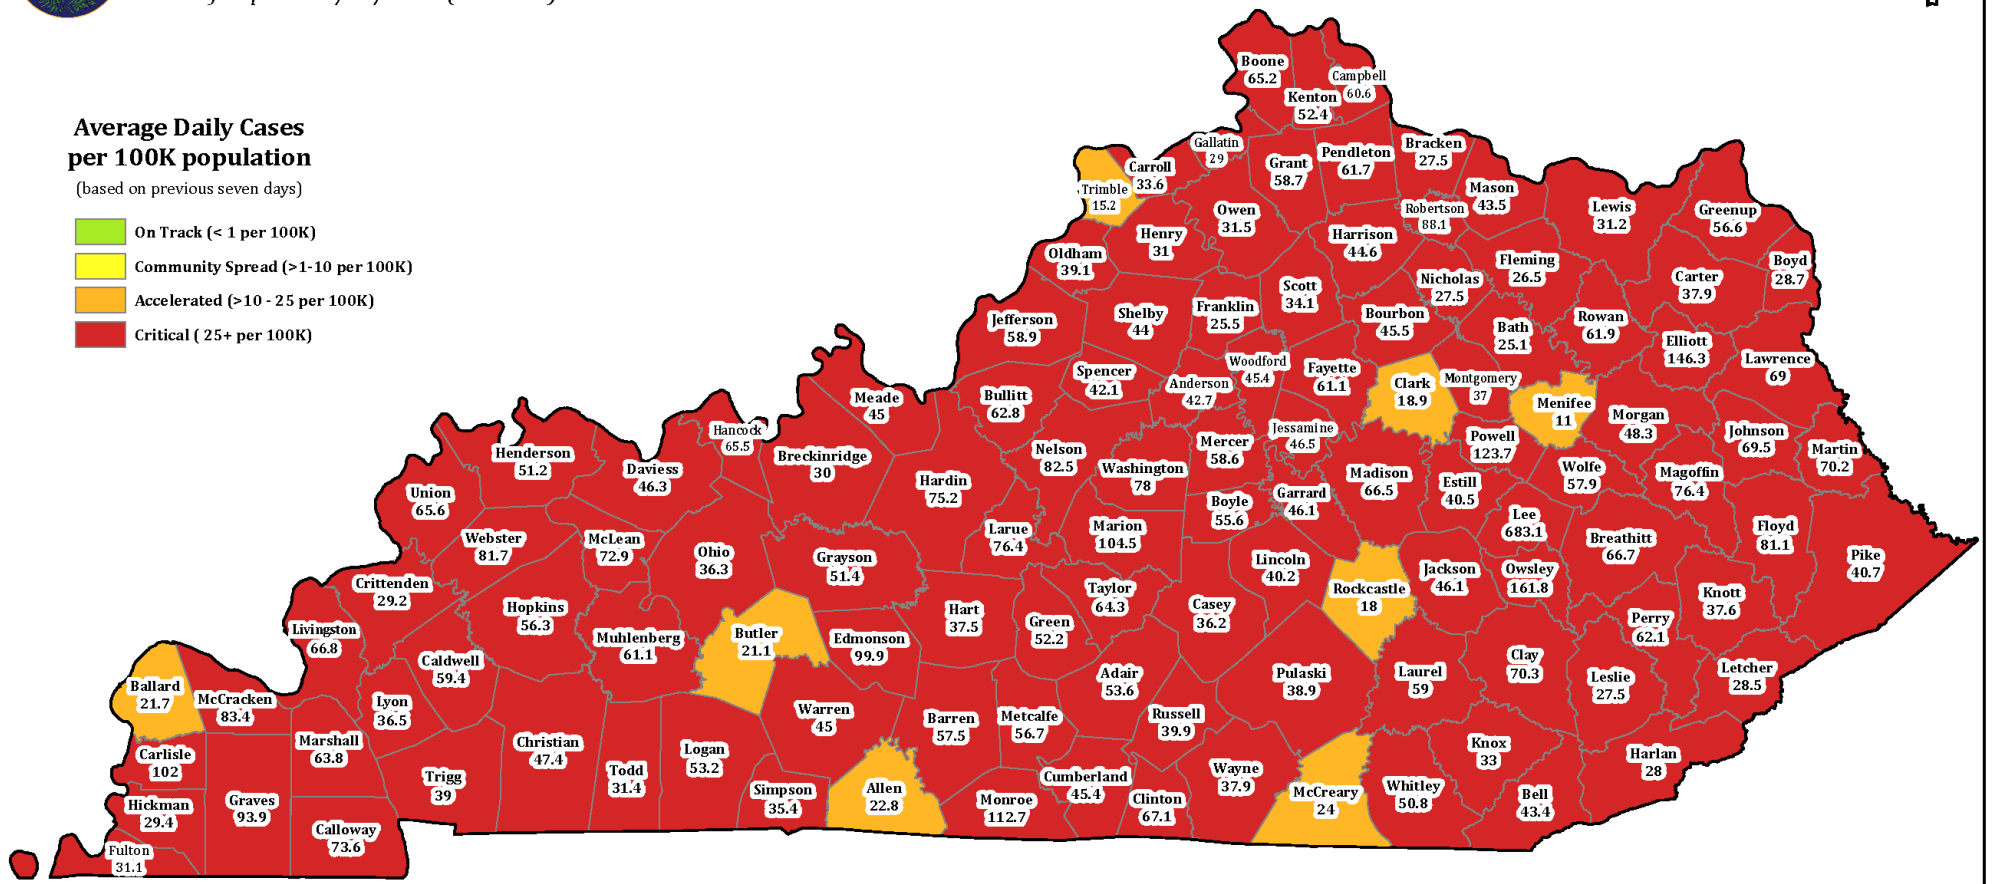 Average Daily Cases
per 100K population
(based on previous seven days)
On Track (< 1 per 100K)
Community Spread (>1-10 per 100K)
Accelerated (>10 - 25 per 100K)
Critical ( 25+ per 100K)
Boone
65.2
Campbell
60.6
Kenton
52.4
Gallatin
29
Carroll
33.6
Trimble
15.2
Grant
58.7
Pendleton
61.7
Bracken
27.5
Mason
43.5
Robertson
88.1
Lewis
31.2
Greenup
56.6
Owen
31.5
Henry
31
Oldham
39.1
Harrison
44.6
Fleming
26.5
Nicholas
27.5
Boyd
28.7
Carter
37.9
Scott
34.1
Franklin
25.5
Shelby
44
Jefferson
58.9
Bourbon
45.5
Bath
25.1
Rowan
61.9
Elliott
146.3
Lawrence
69
Spencer
42.1
Anderson
42.7
Woodford
45.4
Fayette
61.1
Clark
18.9
Montgomery
37
Menifee
11
Morgan
48.3
Meade
45
Bullitt
62.8
Hancock
65.5
Breckinridge
30
Henderson
51.2
Daviess
46.3
Union
65.6
Hardin
75.2
Nelson
82.5
Washington
78
Mercer
58.6
Jessamine
46.5
Madison
66.5
Powell
123.7
Estill
40.5
Wolfe
57.9
Magoffin
76.4
Johnson
69.5
Martin
70.2
Boyle
55.6
Garrard
46.1
Lee
683.1
Breathitt
66.7
Floyd
81.1
Pike
40.7
Webster
81.7
McLean
72.9
Ohio
36.3
Grayson
51.4
Larue
76.4
Marion
104.5
Lincoln
40.2
Rockcastle
18
Jackson
46.1
Owsley
161.8
Knott
37.6
Perry
62.1
Crittenden
29.2
Hopkins
56.3
Livingston
66.8
Muhlenberg
61.1
Butler
21.1
Edmonson
99.9
Hart
37.5
Green
52.2
Taylor
64.3
Casey
36.2
Caldwell
59.4
Ballard
21.7
McCracken
83.4
Lyon
36.5
Adair
53.6
Pulaski
38.9
Laurel
59
Clay
70.3
Leslie
27.5
Letcher
28.5
Warren
45
Barren
57.5
Metcalfe
56.7
Russell
39.9
Carlisle
102
Marshall
63.8
Christian
47.4
Logan
53.2
Todd
31.4
Trigg
39
Simpson
35.4
Allen
22.8
Monroe
112.7
Cumberland
45.4
Clinton
67.1
Wayne
37.9
McCreary
24
Whitley
50.8
Knox
33
Bell
43.4
Harlan
28
Hickman
29.4
Graves
93.9
Calloway
73.6
Fulton
31.1